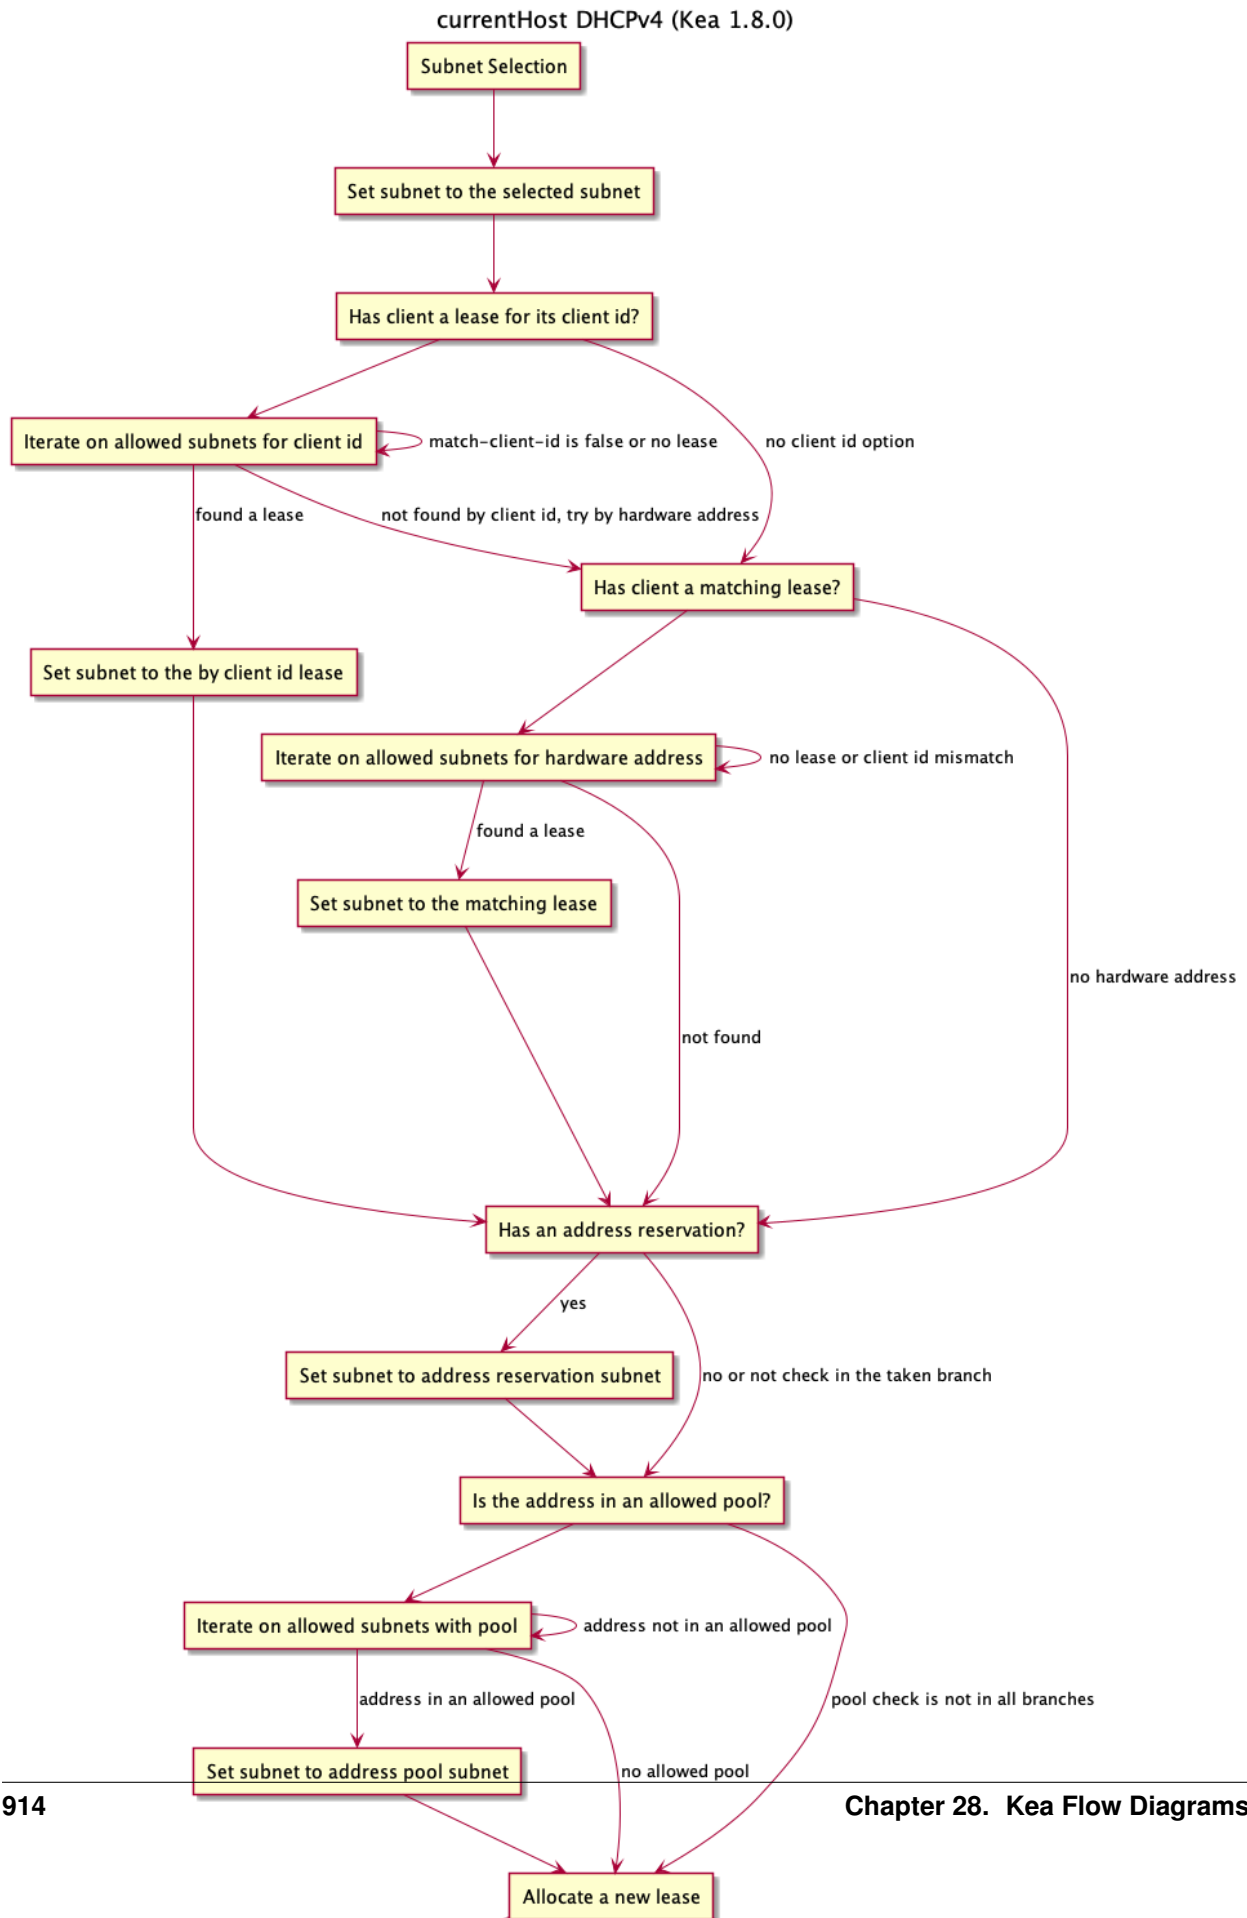 currentHost DHCPv4 (Kea 1.8.0)
Subnet Selection
Set subnet to the selected subnet
Has client a lease for its client id?
Iterate on allowed subnets for client id
match-client-id is false or no lease
no client id option
found a lease
not found by client id, try by hardware address
Has client a matching lease?
Set subnet to the by client id lease
Iterate on allowed subnets for hardware address
no lease or client id mismatch
found a lease
Set subnet to the matching lease
no hardware address
not found
Has an address reservation?
yes
Set subnet to address reservation subnet
no or not check in the taken branch
Is the address in an allowed pool?
Iterate on allowed subnets with pool
address not in an allowed pool
address in an allowed pool
pool check is not in all branches
Set subnet to address pool subnet
no allowed pool
914
Chapter 28. Kea Flow Diagrams
Allocate a new lease